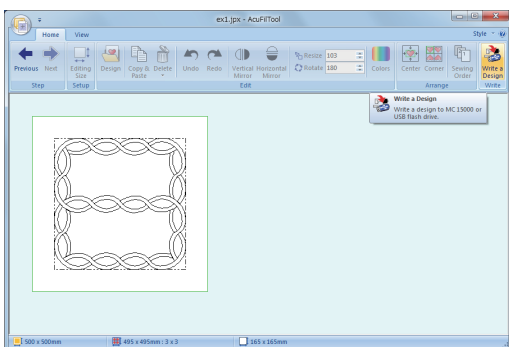 ex1.jpx - AcuFilTool
Home View Style
Previous Next Editing Size Design Copy & Paste Delete Undo Redo Vertical Mirror Horizontal Mirror Resize 103 Rotate 180 Colors Center Corner Sewing Order Write a Design
Step Setup Edit Arrange Write
Write a Design
Write a design to MC15000 or
USB flash drive.
500 x 500mm 495 x 495mm : 3 x 3 165 x 165mm